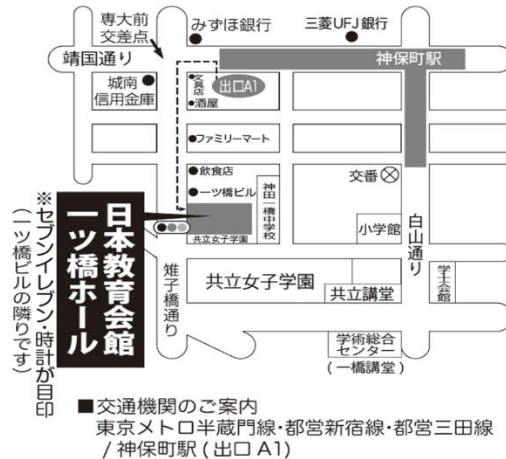 専大前
交差点
みずほ銀行
三菱UFJ銀行
靖国通り
神保町駅
城南
信用金庫
文具店
出口A1
酒屋
ファミリーマート
飲食店
一ツ橋ビル
神田一橋中学校
交番
小学館
白山通り
共立女子学園
日本教育会館
一ツ橋ホール
※セブンイレブン・時計が目印
(一ツ橋ビルの隣りです)
雉子橋通り
共立女子学園
共立講堂
学士会館
学術総合
センター
(一橋講堂)
■交通機関のご案内
東京メトロ半蔵門線・都営新宿線・都営三田線
/ 神保町駅 ( 出口 A1)